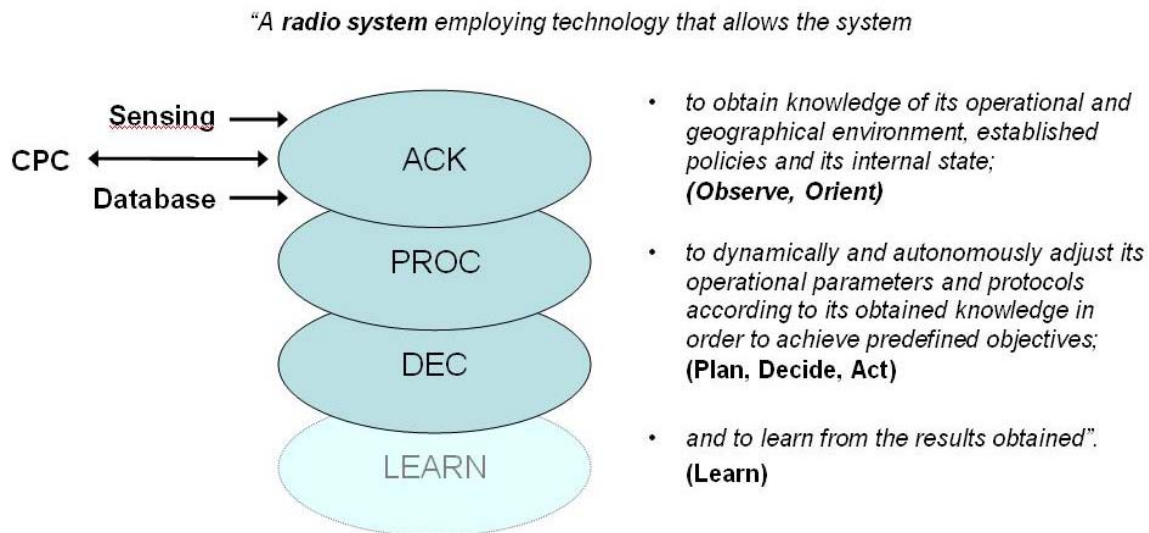 “A radio system employing technology that allows the system
Sensing
CPC
Database
ACK
PROC
DEC
LEARN
• to obtain knowledge of its operational and
geographical environment, established
policies and its internal state;
(Observe, Orient)
• to dynamically and autonomously adjust its
operational parameters and protocols
according to its obtained knowledge in
order to achieve predefined objectives;
(Plan, Decide, Act)
• and to learn from the results obtained”.
(Learn)